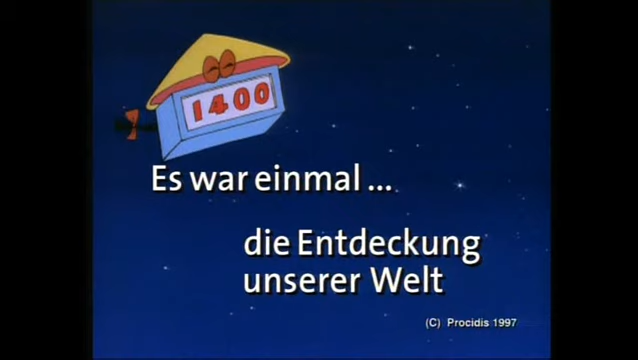 1400
Es war einmal ...
die Entdeckung
unserer Welt
(C) Procidis 1997